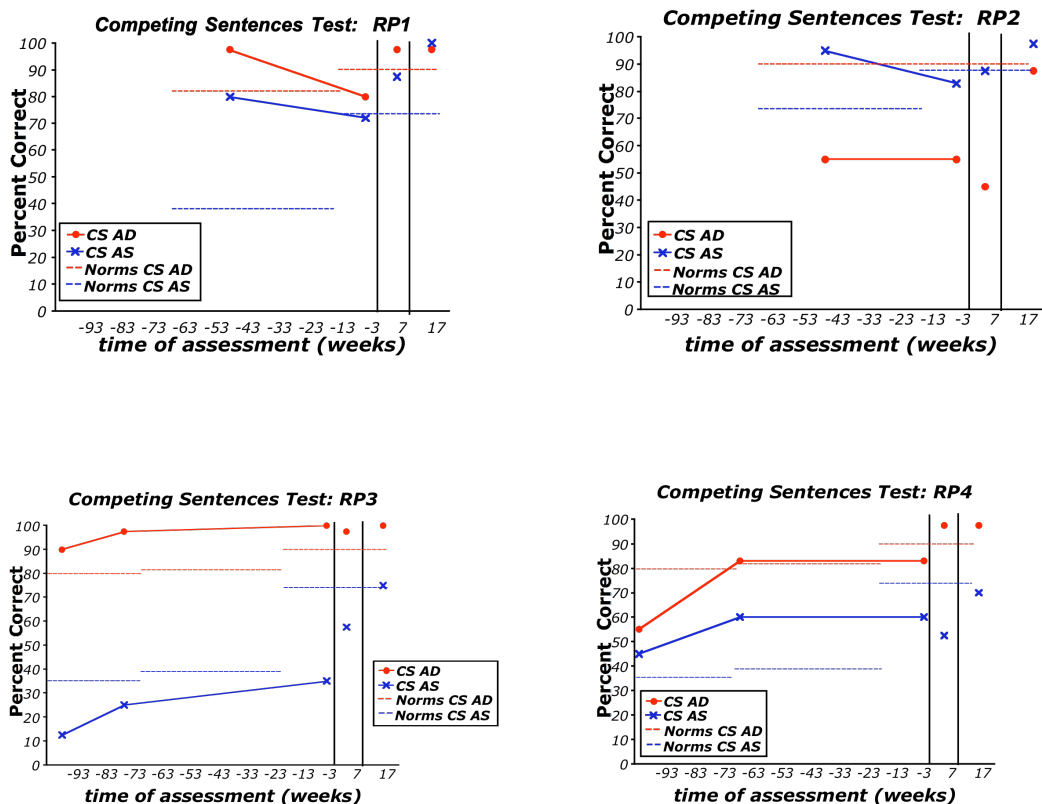 Competing Sentences Test: RP1
Percent Correct
100
90
80
70
60
50
40
30
20
10
0
CS AD
CS AS
Norms CS AD
Norms CS AS
-93 -83 -73 -63 -53 -43 -33 -23 -13 -3 7 17
time of assessment (weeks)
Competing Sentences Test: RP2
Percent Correct
100
90
80
70
60
50
40
30
20
10
0
CS AD
CS AS
Norms CS AD
Norms CS AS
-93 -83 -73 -63 -53 -43 -33 -23 -13 -3 7 17
time of assessment (weeks)
Competing Sentences Test: RP3
Percent Correct
100
90
80
70
60
50
40
30
20
10
0
CS AD
CS AS
Norms CS AD
Norms CS AS
-93 -83 -73 -63 -53 -43 -33 -23 -13 -3 7 17
time of assessment (weeks)
Competing Sentences Test: RP4
Percent Correct
100
90
80
70
60
50
40
30
20
10
0
CS AD
CS AS
Norms CS AD
Norms CS AS
-93 -83 -73 -63 -53 -43 -33 -23 -13 -3 7 17
time of assessment (weeks)